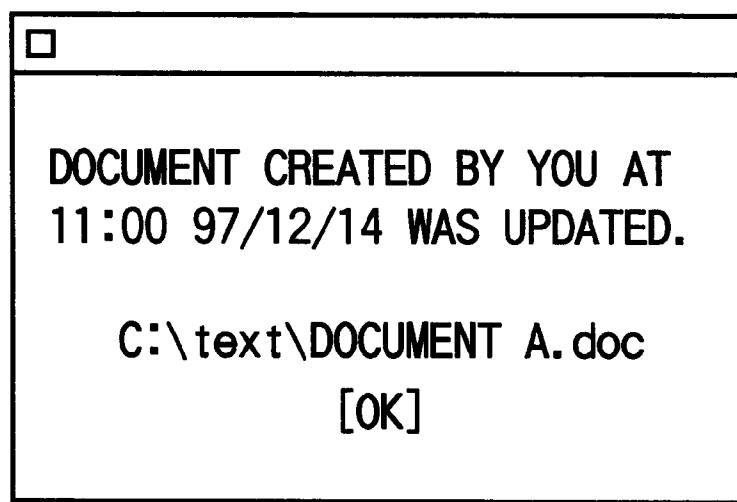 DOCUMENT CREATED BY YOU AT
11:00 97/12/14 WAS UPDATED.
C:\text\DOCUMENT A.doc
[OK]